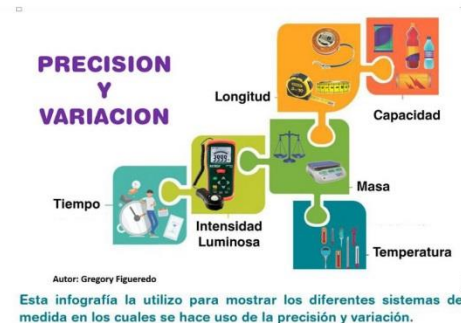 PRECISION
Y
VARIACION
Longitud
Capacidad
Masa
Tiempo
Intensidad
Luminosa
Temperatura
Autor: Gregory Figueredo
Esta infografía la utilizo para mostrar los diferentes sistemas de
medida en los cuales se hace uso de la precisión y variación.